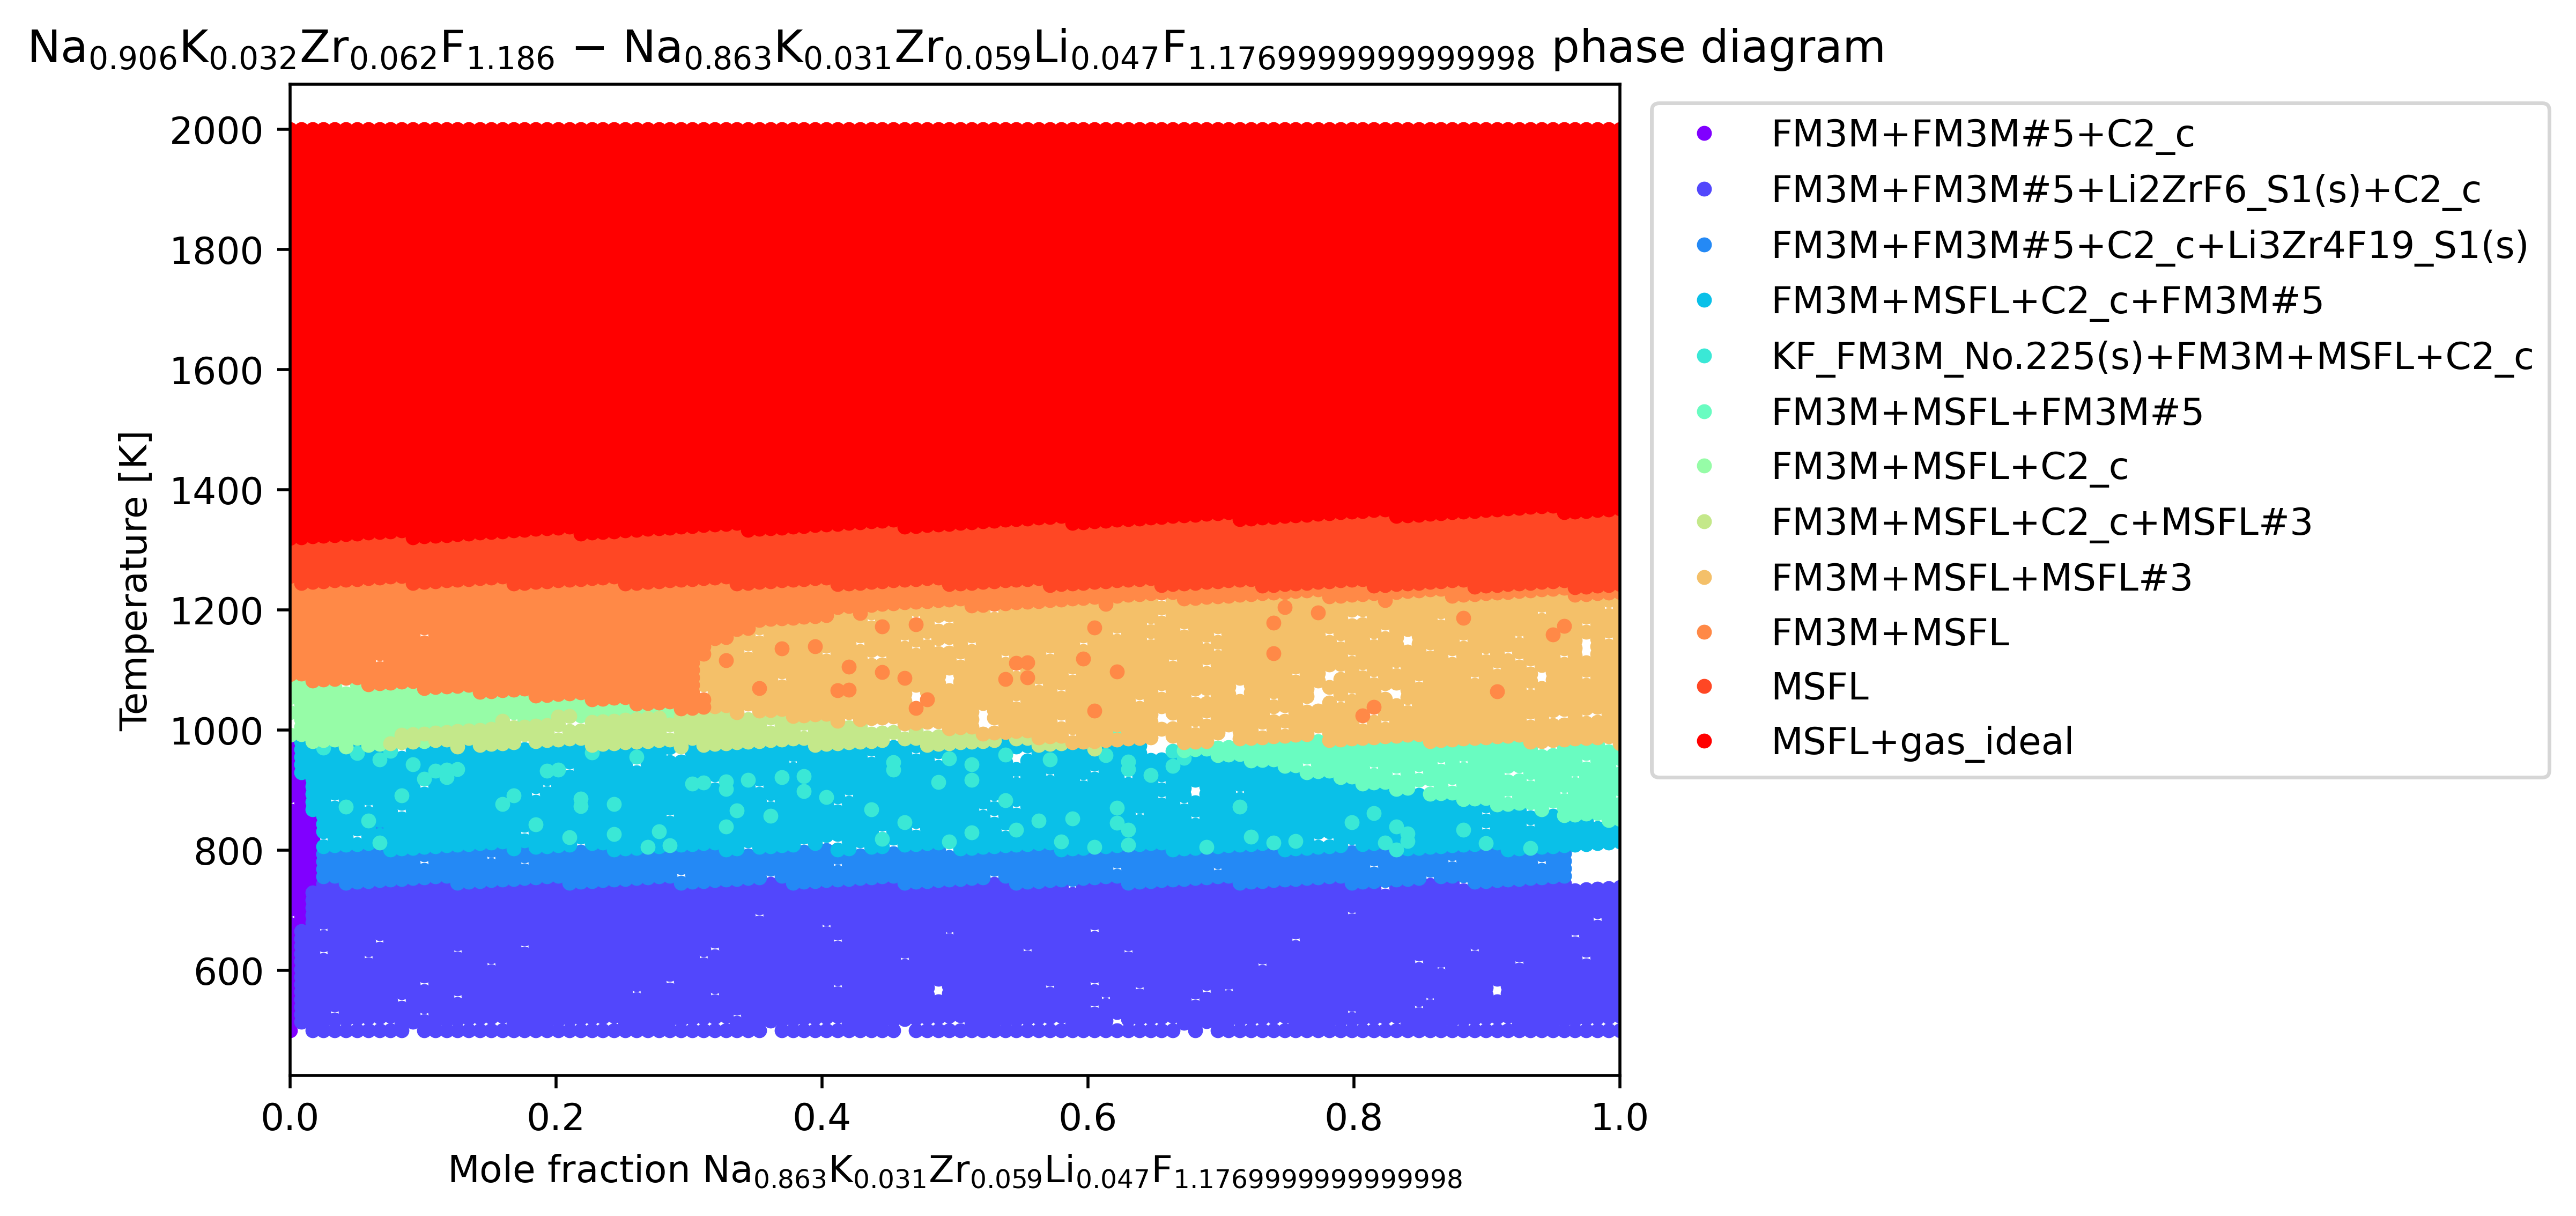 Na0.906K0.032Zr0.062F1.186 − Na0.863K0.031Zr0.059Li0.047F1.1769999999999998 phase diagram
2000
1800
1600
1400
1200
1000
800
600
Temperature [K]
0.0 0.2 0.4 0.6 0.8 1.0
Mole fraction Na0.863K0.031Zr0.059Li0.047F1.1769999999999998
FM3M+FM3M#5+C2_c
FM3M+FM3M#5+Li2ZrF6_S1(s)+C2_c
FM3M+FM3M#5+C2_c+Li3Zr4F19_S1(s)
FM3M+MSFL+C2_c+FM3M#5
KF_FM3M_No.225(s)+FM3M+MSFL+C2_c
FM3M+MSFL+FM3M#5
FM3M+MSFL+C2_c
FM3M+MSFL+C2_c+MSFL#3
FM3M+MSFL+MSFL#3
FM3M+MSFL
MSFL
MSFL+gas_ideal